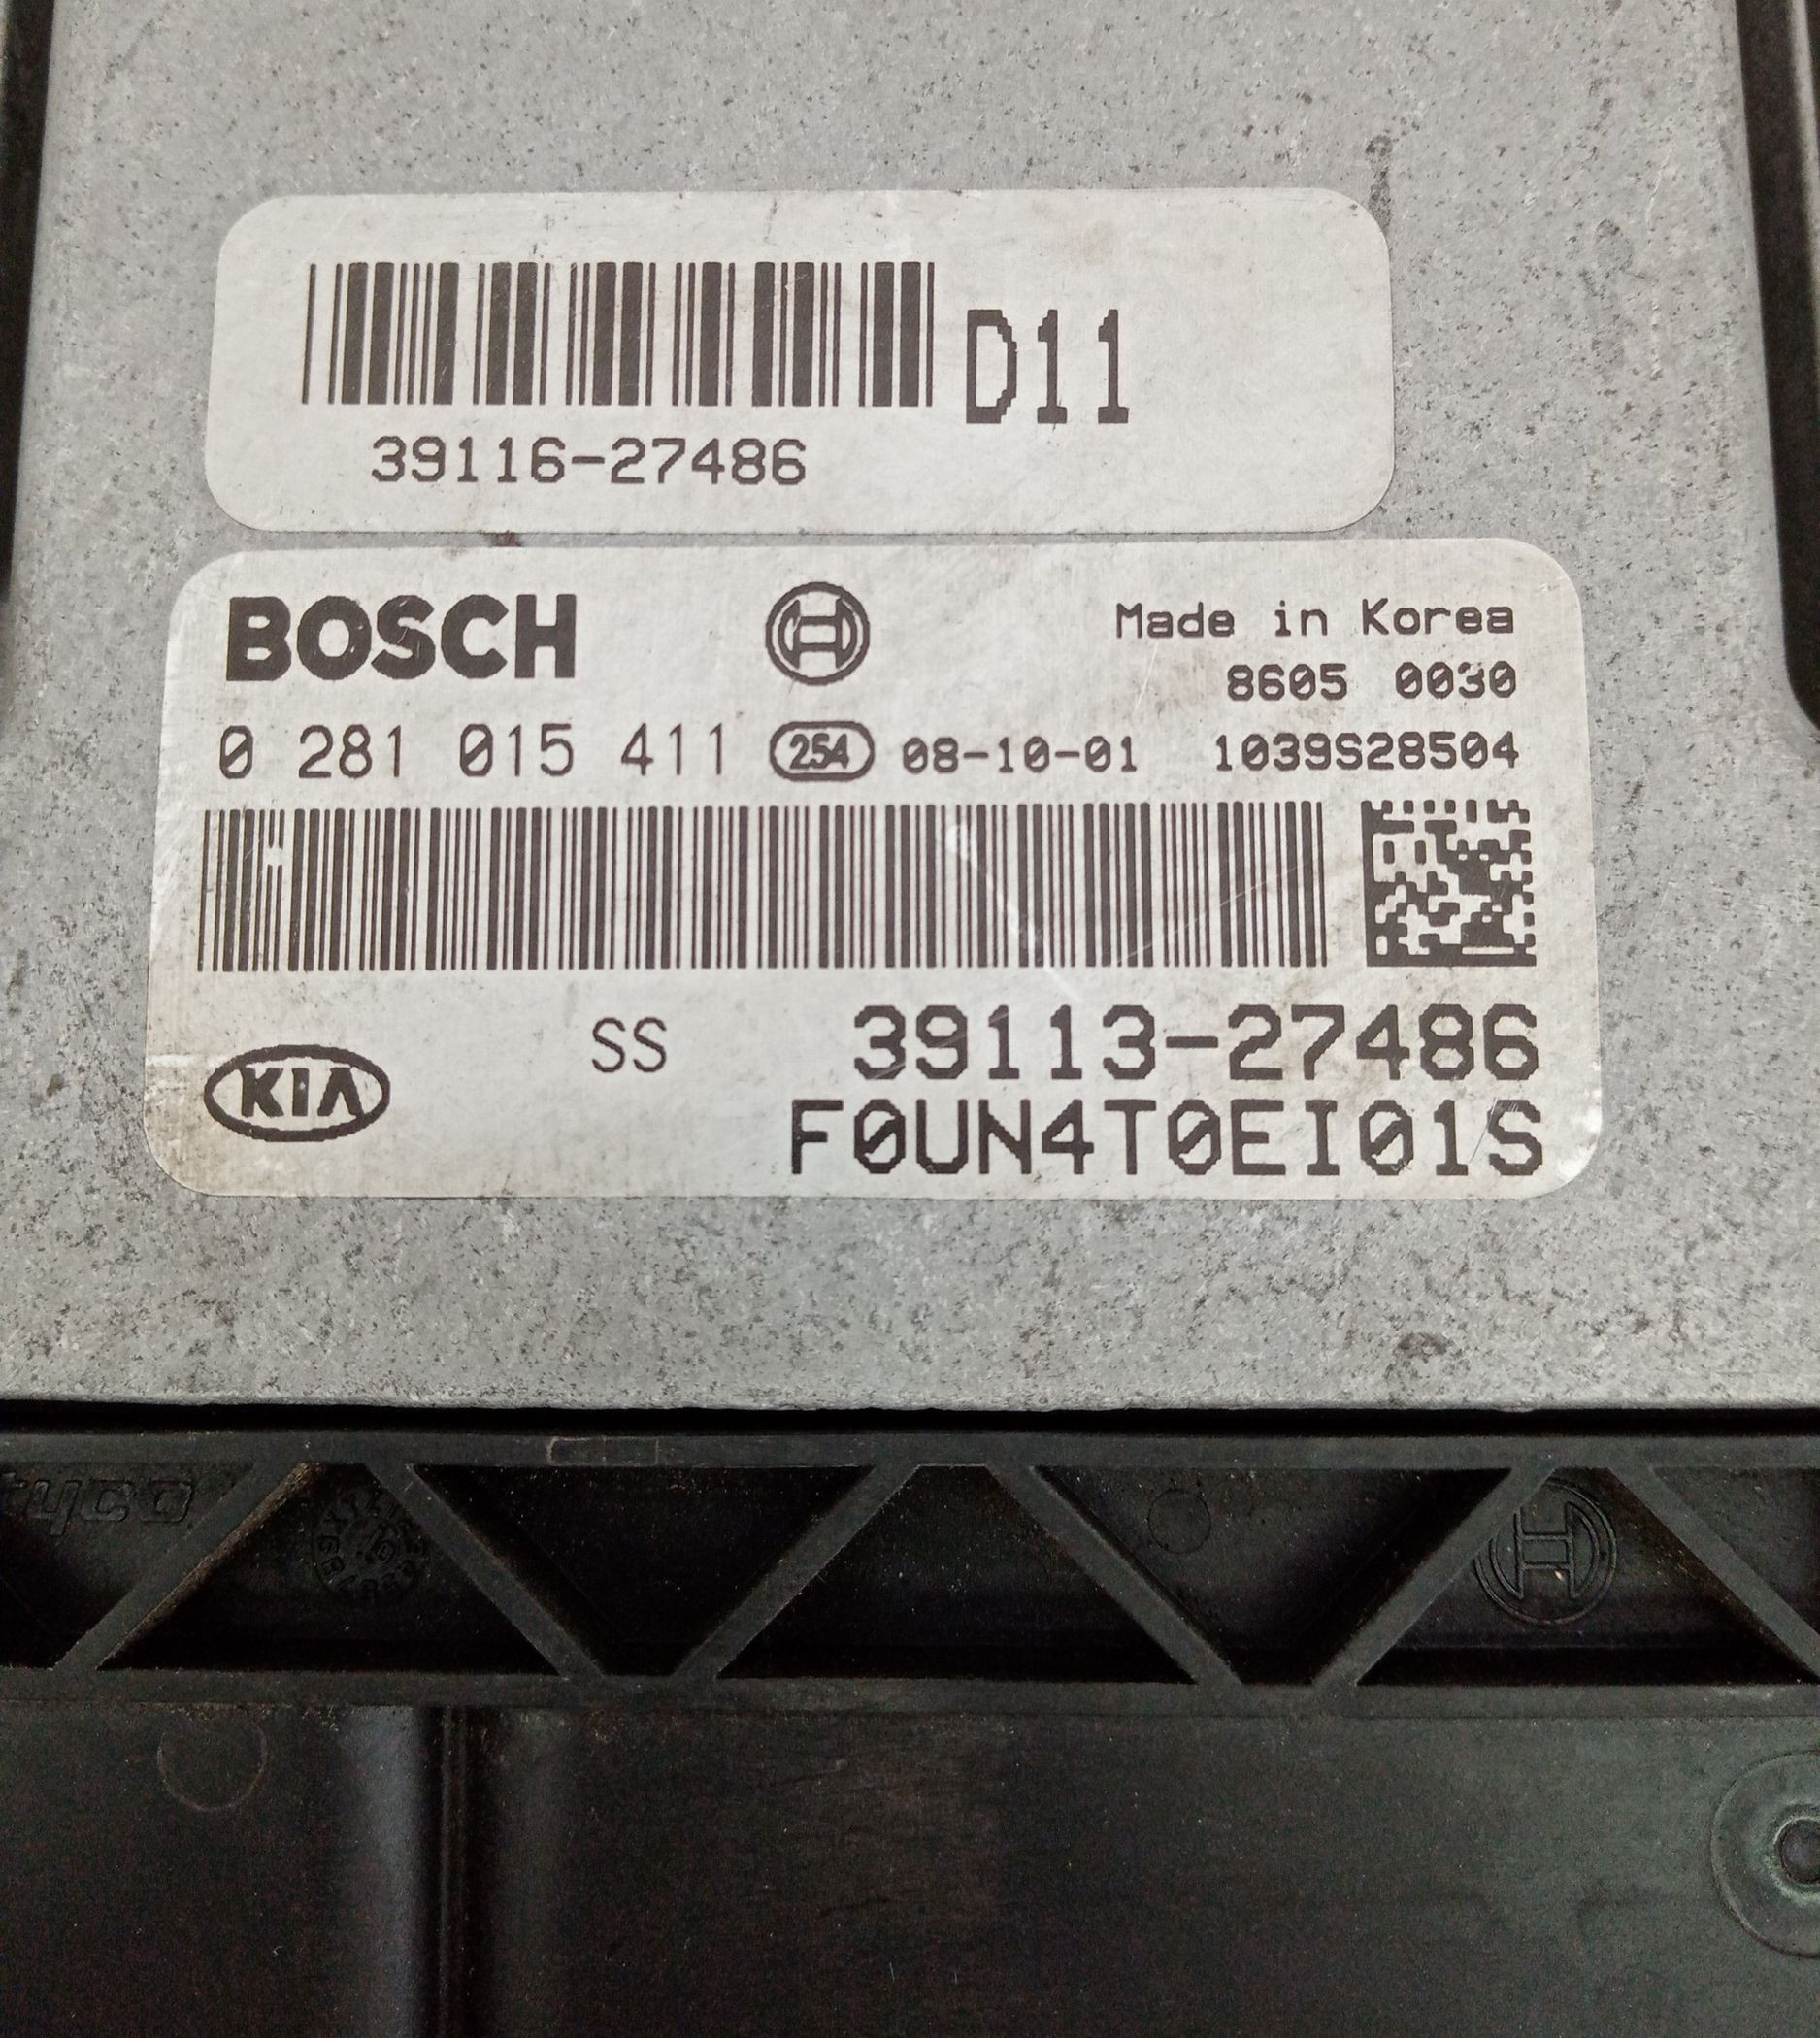 D11
39116-27486
BOSCH
Made in Korea
8605 0030
0 281 015 411 254 08-10-01 1039S28504
SS 39113-27486
KIA
F0UN4T0EI01S
tyco